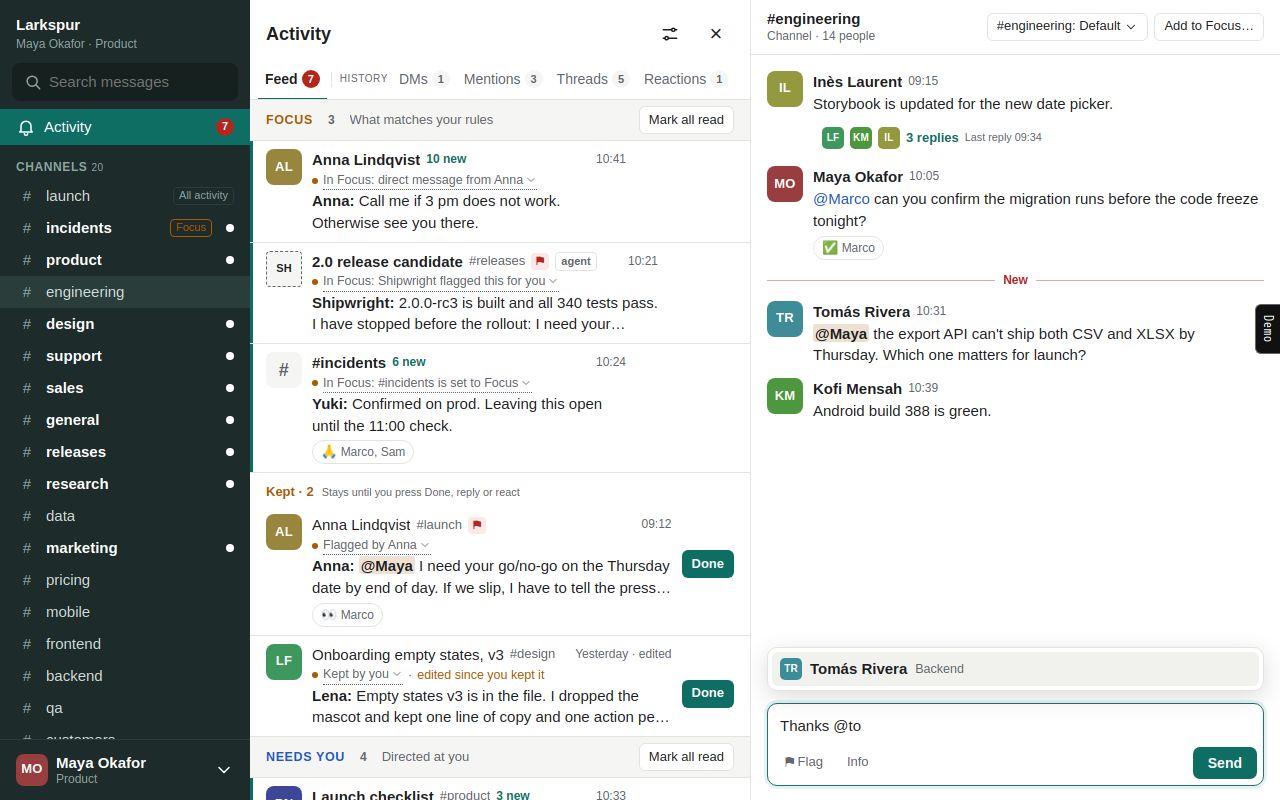 Larkspur
Maya Okafor · Product
Search messages
Activity
7
CHANNELS 20
# launch
All activity
# incidents
Focus
# product
# engineering
# design
# support
# sales
# general
# releases
# research
# data
# marketing
# pricing
# mobile
# frontend
# backend
# qa
# customers
MO
Maya Okafor
Product
Activity
Feed 7
HISTORY
DMs 1
Mentions 3
Threads 5
Reactions 1
FOCUS 3 What matches your rules
Mark all read
AL
Anna Lindqvist 10 new 10:41
In Focus: direct message from Anna
Anna: Call me if 3 pm does not work.
Otherwise see you there.
SH
2.0 release candidate #releases agent 10:21
In Focus: Shipwright flagged this for you
Shipwright: 2.0.0-rc3 is built and all 340 tests pass.
I have stopped before the rollout: I need your…
#
#incidents 6 new 10:24
In Focus: #incidents is set to Focus
Yuki: Confirmed on prod. Leaving this open
until the 11:00 check.
🙏 Marco, Sam
Kept · 2 Stays until you press Done, reply or react
AL
Anna Lindqvist #launch 09:12
Flagged by Anna
Anna: @Maya I need your go/no-go on the Thursday
date by end of day. If we slip, I have to tell the press…
👀 Marco
Done
LF
Onboarding empty states, v3 #design Yesterday · edited
Kept by you · edited since you kept it
Lena: Empty states v3 is in the file. I dropped the
mascot and kept one line of copy and one action pe…
Done
NEEDS YOU 4 Directed at you
Mark all read
Launch checklist #product 3 new 10:33
#engineering
Channel · 14 people
#engineering: Default
Add to Focus…
IL
Inès Laurent 09:15
Storybook is updated for the new date picker.
LF KM IL 3 replies Last reply 09:34
MO
Maya Okafor 10:05
@Marco can you confirm the migration runs before the code freeze
tonight?
✅ Marco
New
TR
Tomás Rivera 10:31
@Maya the export API can't ship both CSV and XLSX by
Thursday. Which one matters for launch?
KM
Kofi Mensah 10:39
Android build 388 is green.
Demo
TR Tomás Rivera Backend
Thanks @to
Flag
Info
Send